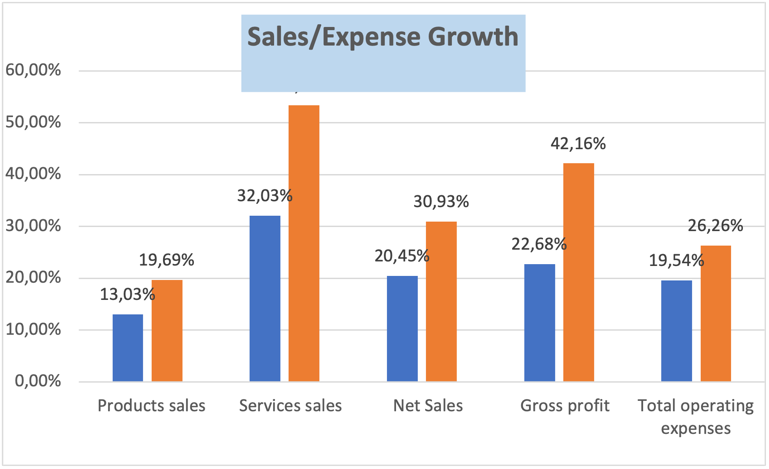 Sales/Expense Growth
60,00%
50,00%
40,00%
30,00%
20,00%
10,00%
0,00%
13,03%
19,69%
32,03%
20,45%
30,93%
22,68%
42,16%
19,54%
26,26%
Products sales
Services sales
Net Sales
Gross profit
Total operating
expenses